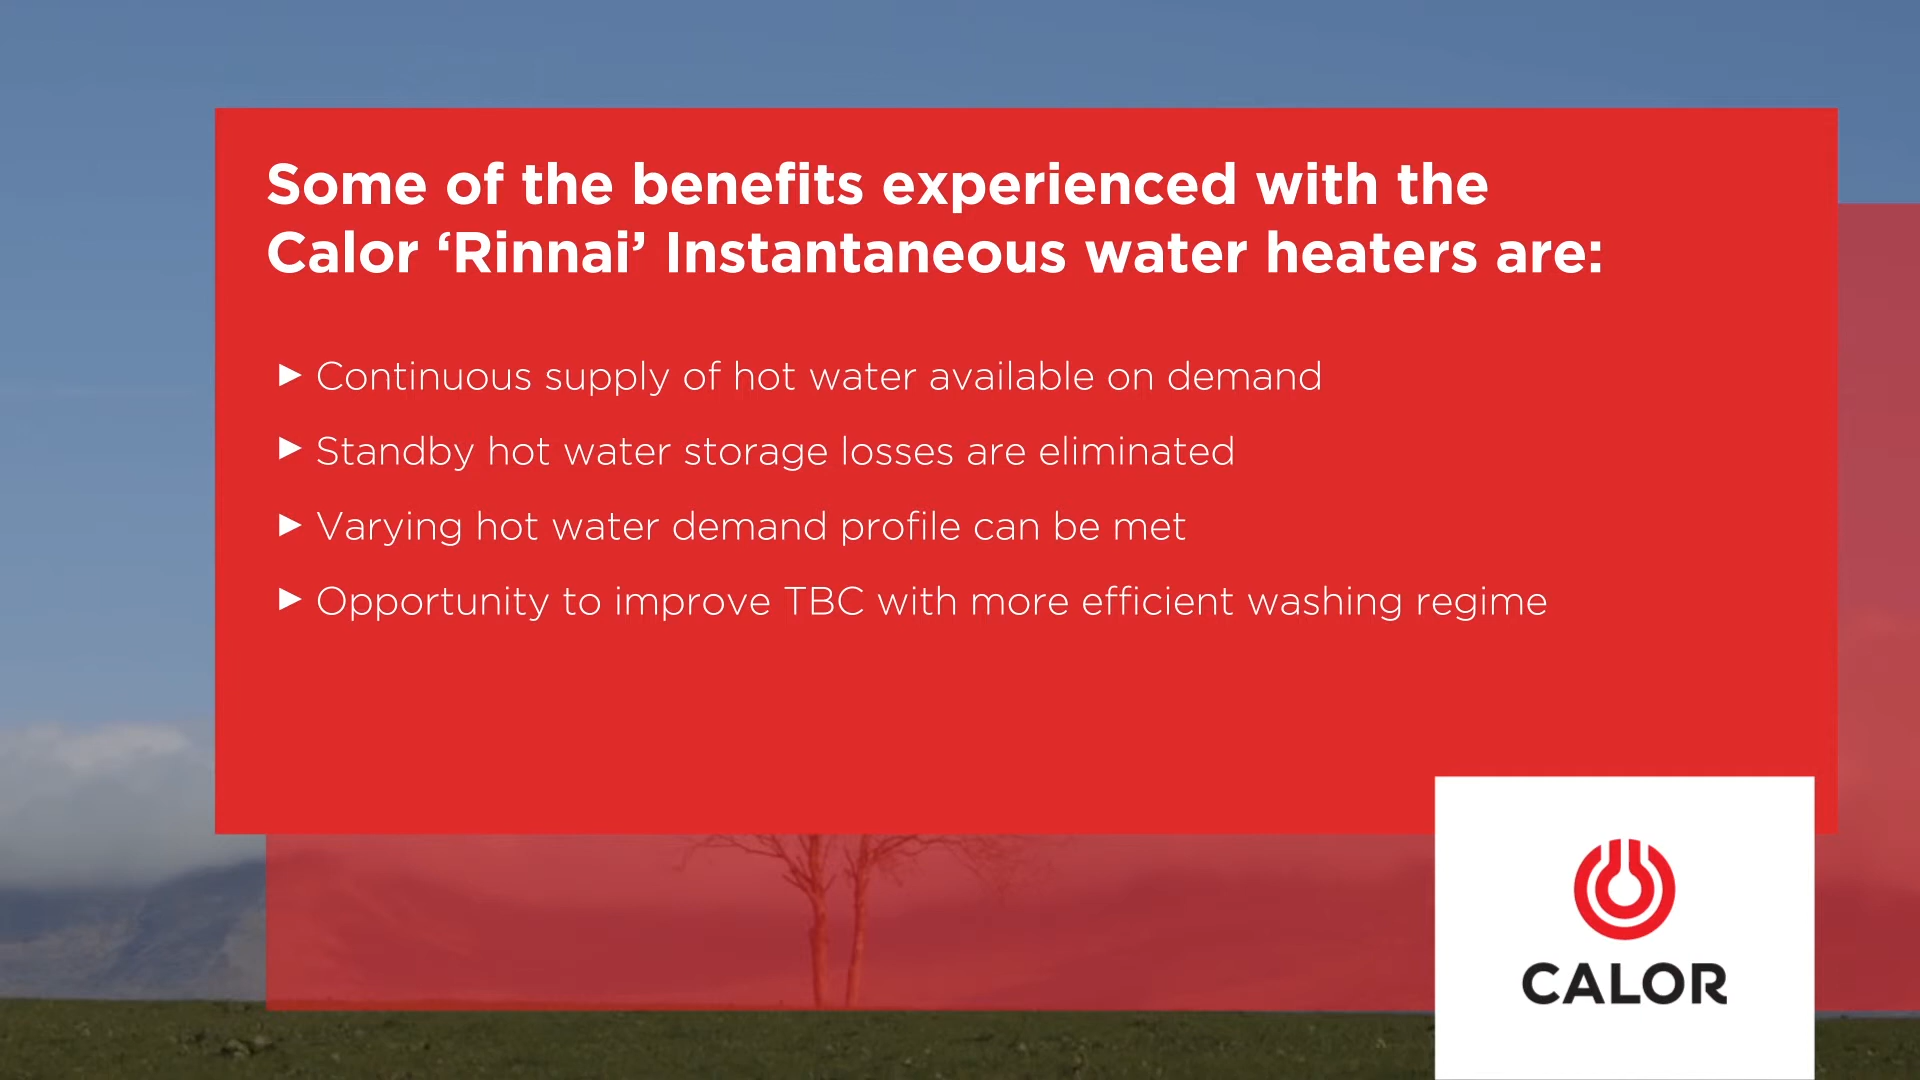 Some of the benefits experienced with the
Calor ‘Rinnai’ Instantaneous water heaters are:
► Continuous supply of hot water available on demand
► Standby hot water storage losses are eliminated
► Varying hot water demand profile can be met
► Opportunity to improve TBC with more efficient washing regime
CALOR